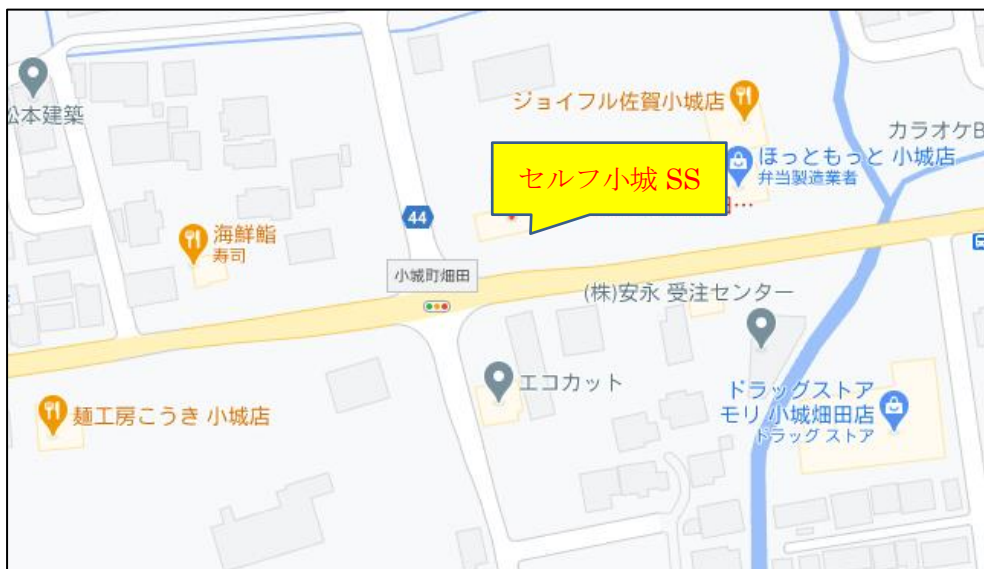 松本建築
ジョイフル佐賀小城店
カラオケB
ほっともっと 小城店
弁当製造業者
セルフ小城 SS
44
海鮮鮨
寿司
小城町畑田
(株)安永 受注センター
エコカット
ドラッグストア
モリ 小城畑田店
ドラッグ ストア
麺工房こうき 小城店